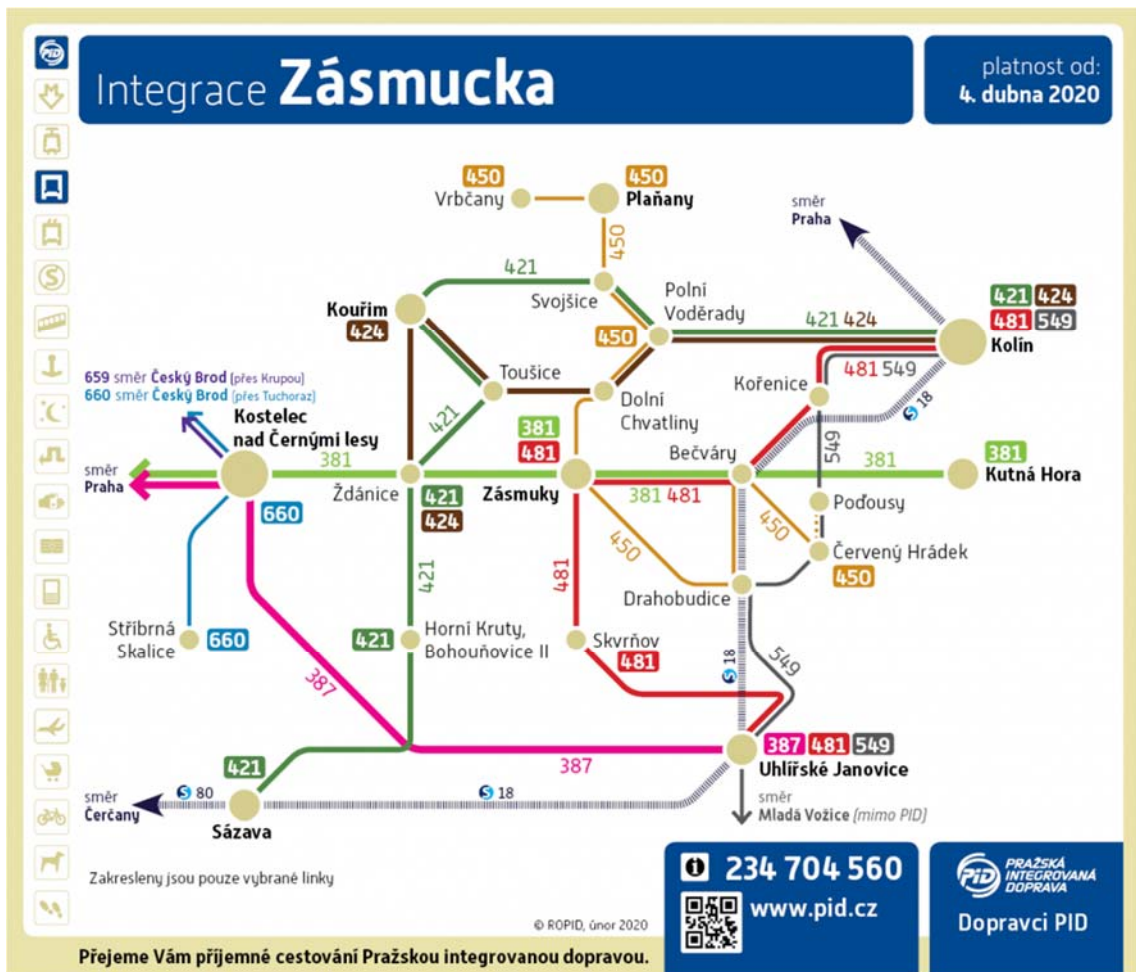 PID
Integrace Zásmucka
platnost od:
4. dubna 2020
M
S
450
450
Vrbčany
Plaňany
směr
Praha
450
421
Svojšice
Polní
Voděrady
Kouřim
424
450
421 424
421 424
481 549
Kolín
481 549
Kořenice
S 18
659 směr Český Brod (přes Krupou)
660 směr Český Brod (přes Tuchoraz)
Toušice
Dolní
Chvatliny
Kostelec
nad Černými lesy
421
381
481
Bečváry
549
381
Kutná Hora
381
381
směr
Praha
Ždánice
Zásmuky
381 481
660
421
424
Poďousy
450
450
Červený Hrádek
450
421
481
Drahobudice
Stříbrná
Skalice
660
421
Horní Kruty,
Bohouňovice II
Skvrňov
481
S 18
549
387
387
387 481 549
Uhlířské Janovice
421
S 80
S 18
směr
Čerčany
Sázava
směr
Mladá Vožice (mimo PID)
Zakresleny jsou pouze vybrané linky
© ROPID, únor 2020
i 234 704 560
www.pid.cz
PID PRAŽSKÁ
INTEGROVANÁ
DOPRAVA
Dopravci PID
Přejeme Vám příjemné cestování Pražskou integrovanou dopravou.